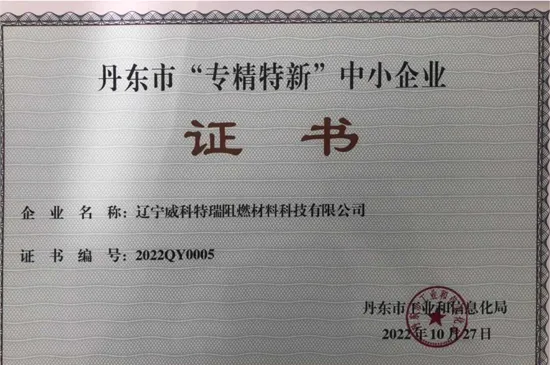 丹东市“专精特新”中小企业
证书
企业名称：辽宁威科特瑞阻燃材料科技有限公司
证书编号：2022QY0005
丹东市工业和信息化局
2022年10月27日